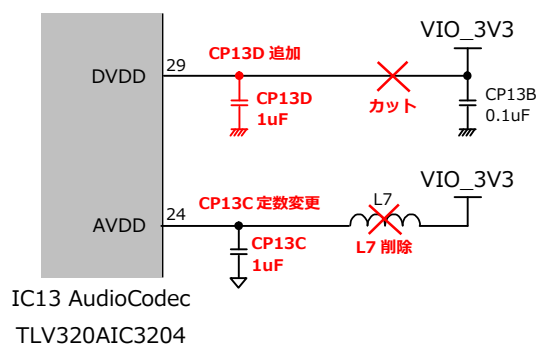 CP13D 追加
VIO_3V3
DVDD
29
CP13D
1uF
カット
CP13B
0.1uF
CP13C 定数変更
L7
VIO_3V3
AVDD
24
CP13C
1uF
L7 削除
IC13 AudioCodec
TLV320AIC3204